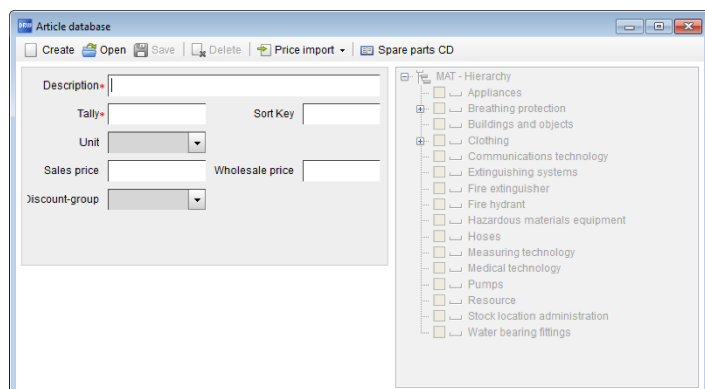 Article database
Create Open Save Delete Price import Spare parts CD
Description*
Tally* Sort Key
Unit
Sales price Wholesale price
Discount-group
MAT - Hierarchy
Appliances
Breathing protection
Buildings and objects
Clothing
Communications technology
Extinguishing systems
Fire extinguisher
Fire hydrant
Hazardous materials equipment
Hoses
Measuring technology
Medical technology
Pumps
Resource
Stock location administration
Water bearing fittings